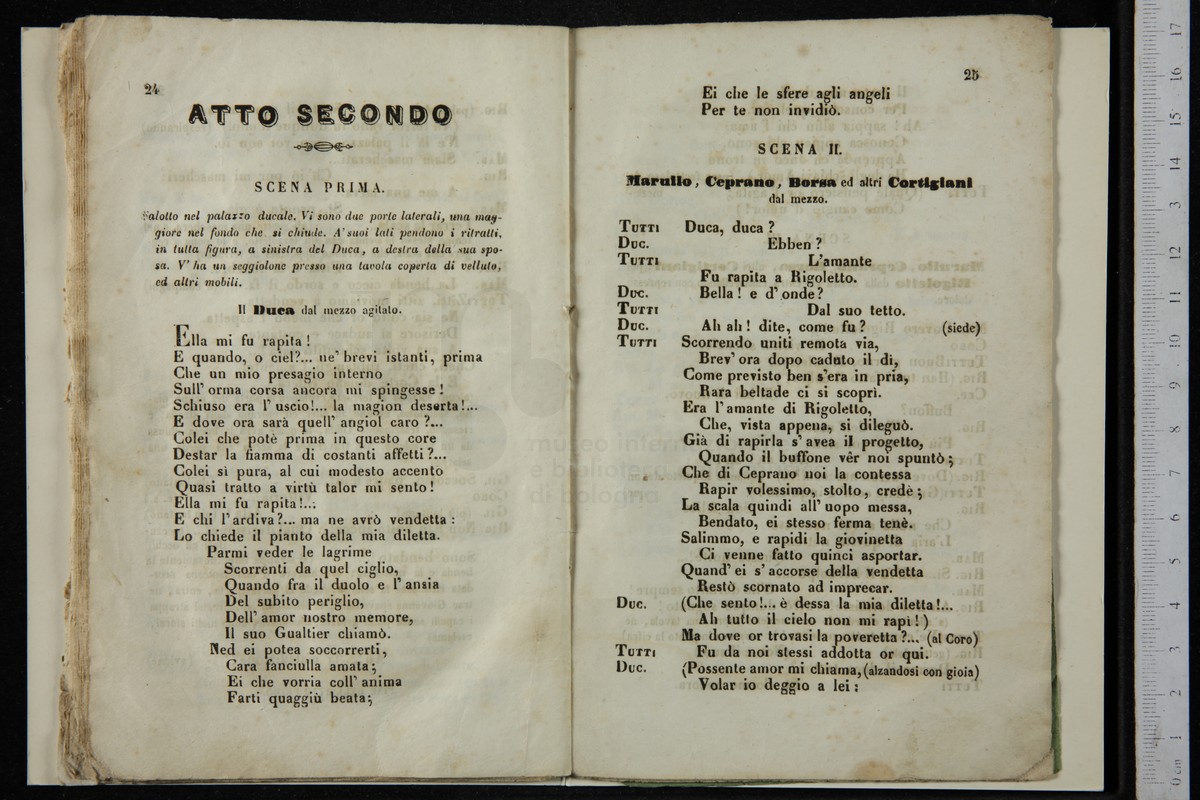 24
ATTO SECONDO
SCENA PRIMA.
Salotto nel palazzo ducale. Vi sono due porte laterali, una mag-
giore nel fondo che si chiude. A' suoi lati pendono i ritratti,
in tutta figura, a sinistra del Duca, a destra della sua spo-
sa. V' ha un seggiolone presso una tavola coperta di velluto,
ed altri mobili.
Il Duca dal mezzo agitato.
Ella mi fu rapita!
E quando, o ciel?... ne' brevi istanti, prima
Che un mio presagio interno
Sull' orma corsa ancora mi spingesse!
Schiuso era l' uscio!... la magion deserta!...
E dove ora sarà quell' angiol caro?...
Colei che potè prima in questo core
Destar la fiamma di costanti affetti?...
Colei sì pura, al cui modesto accento
Quasi tratto a virtù talor mi sento!
Ella mi fu rapita!...
E chi l' ardiva?... ma ne avrò vendetta:
Lo chiede il pianto della mia diletta.
Parmi veder le lagrime
Scorrenti da quel ciglio,
Quando fra il duolo e l' ansia
Del subito periglio,
Dell' amor nostro memore,
Il suo Gualtier chiamò.
Ned ei potea soccorrerti,
Cara fanciulla amata;
Ei che vorria coll' anima
Farti quaggiù beata;
25
Ei che le sfere agli angeli
Per te non invidiò.
SCENA II.
Marullo, Ceprano, Borsa ed altri Cortigiani
dal mezzo.
TUTTI Duca, duca?
DUC. Ebben?
TUTTI L'amante
Fu rapita a Rigoletto.
DUC. Bella! e d' onde?
TUTTI Dal suo tetto.
DUC. Ah ah! dite, come fu? (siede)
TUTTI Scorrendo uniti remota via,
Brev' ora dopo caduto il dì,
Come previsto ben s'era in pria,
Rara beltade ci si scoprì.
Era l' amante di Rigoletto,
Che, vista appena, si dileguò.
Già di rapirla s' avea il progetto,
Quando il buffone vêr noi spuntò;
Che di Ceprano noi la contessa
Rapir volessimo, stolto, credè;
La scala quindi all' uopo messa,
Bendato, ei stesso ferma tenè.
Salimmo, e rapidi la giovinetta
Ci venne fatto quinci asportar.
Quand' ei s' accorse della vendetta
Restò scornato ad imprecar.
DUC. (Che sento!... è dessa la mia diletta!...
Ah tutto il cielo non mi rapì!)
Ma dove or trovasi la poveretta?... (al Coro)
TUTTI Fu da noi stessi addotta or qui.
DUC. (Possente amor mi chiama, (alzandosi con gioia)
Volar io deggio a lei: